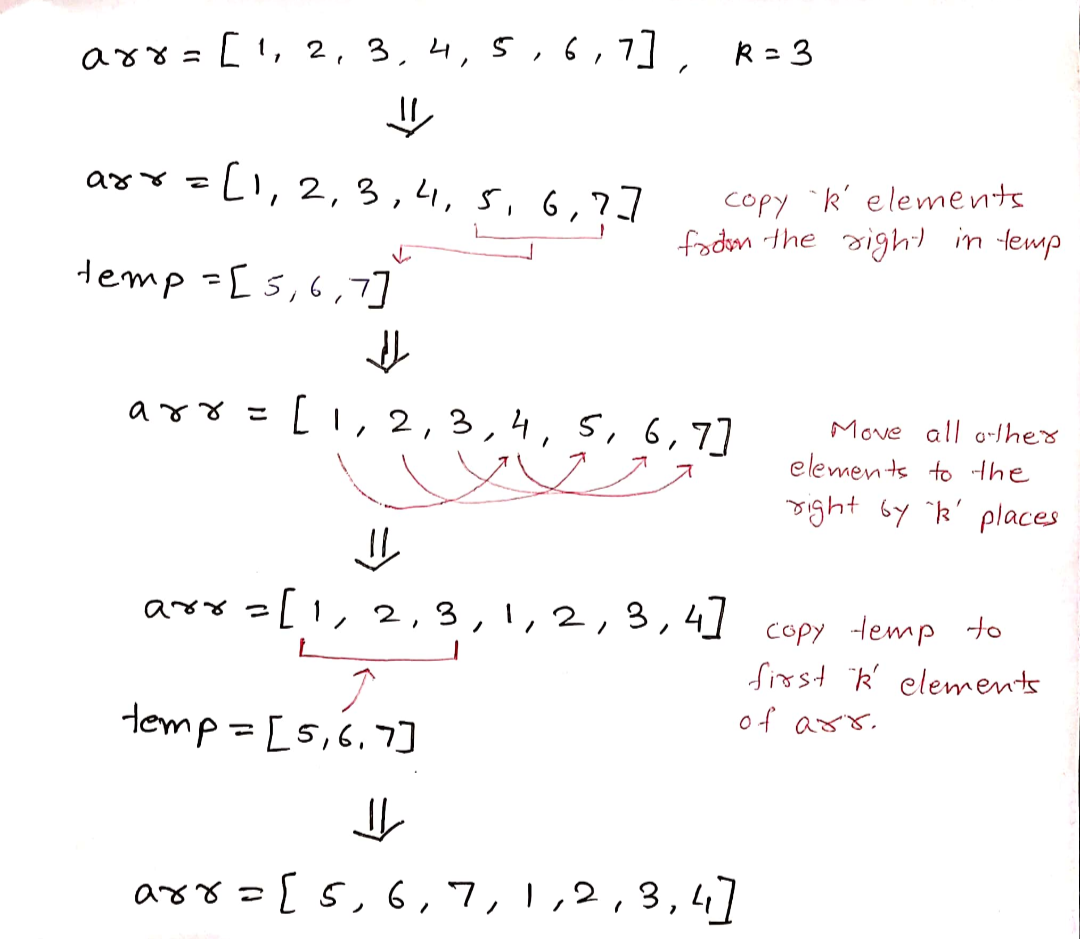 arr = [ 1, 2, 3, 4, 5, 6, 7], k = 3
⇓
arr = [1, 2, 3, 4, 5, 6, 7]
copy 'k' elements
from the right in temp
temp = [5, 6, 7]
⇓
arr = [ 1, 2, 3, 4, 5, 6, 7]
Move all other
elements to the
right by 'k' places
⇓
arr = [1, 2, 3, 1, 2, 3, 4]
copy temp to
first 'k' elements
of arr.
temp = [5, 6, 7]
⇓
arr = [ 5, 6, 7, 1, 2, 3, 4]